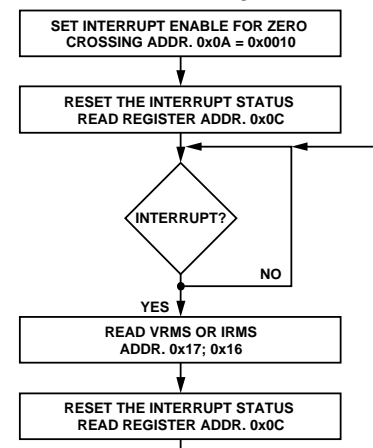 SET INTERRUPT ENABLE FOR ZERO
CROSSING ADDR. 0x0A = 0x0010
RESET THE INTERRUPT STATUS
READ REGISTER ADDR. 0x0C
INTERRUPT?
NO
YES
READ VRMS OR IRMS
ADDR. 0x17; 0x16
RESET THE INTERRUPT STATUS
READ REGISTER ADDR. 0x0C